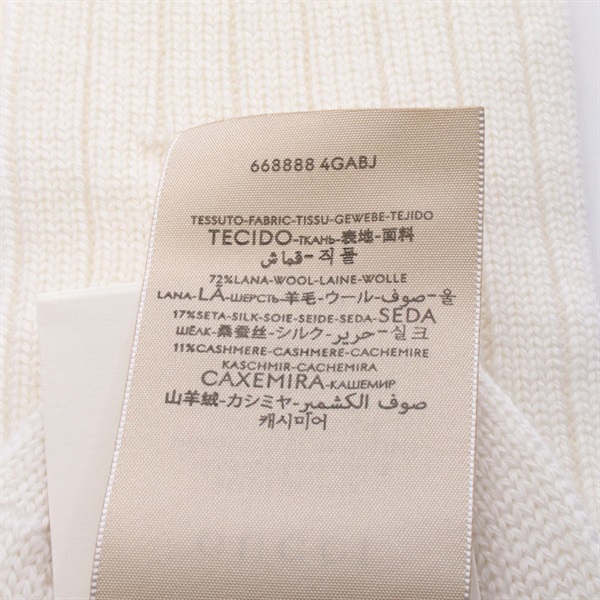 668888 4GABJ
TESSUTO-FABRIC-TISSU-GEWEBE-TEJIDO
TECIDO-ТКАНЬ-表地-面料
قماش-직물
72%LANA-WOOL-LAINE-WOLLE
LANA-LÃ-ШЕРСТЬ-羊毛-ウール-صوف-울
17%SETA-SILK-SOIE-SEIDE-SEDA-SEDA
ШЁЛК-桑蚕丝-シルク-حرير-실크
11%CASHMERE-CASHMERE-CACHEMIRE
KASCHMIR-CACHEMIRA
CAXEMIRA-КАШЕМИР
山羊绒-カシミヤ-صوف الكشمير
캐시미어